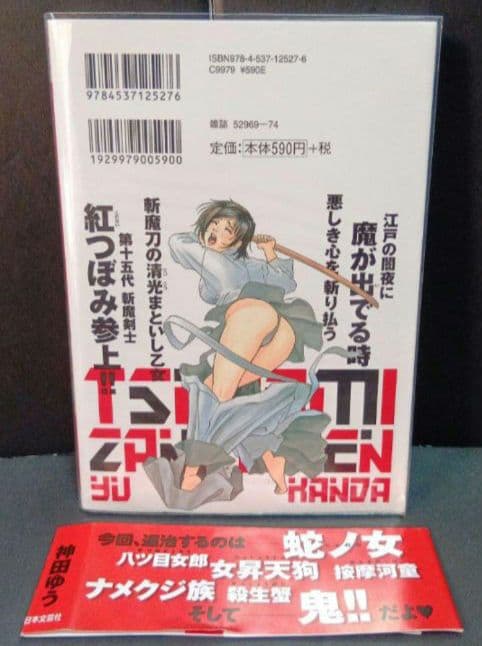 ISBN978-4-537-12527-6
C9979 ¥590E
9784537125276
雑誌 52969-74
1929979005900
定価:本体590円+税
江戸の闇夜に
魔が出でる時
悪しき心を斬り払う
斬魔刀の清光まといし乙女
第十五代 斬魔剣士
紅つぼみ参上!!
YU KANDA
神田ゆう
日本文芸社
今回、退治するのは
蛇ノ女
八ツ目女郎
女昇天狗
按摩河童
ナメクジ族
殺生蟹
そして
鬼!!だよ♥